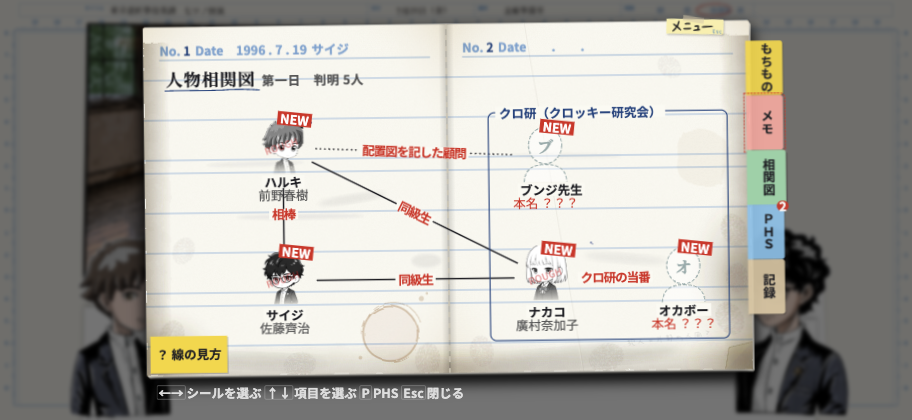 メニュー Esc
No. 1 Date 1996.7.19 サイジ
No. 2 Date . .
人物相関図 第一日 判明 5人
クロ研（クロッキー研究会）
NEW
NEW
ブ
配置図を記した顧問
ハルキ
前野春樹
ブンジ先生
本名 ？？？
相棒
同級生
NEW
NEW
NEW
オ
同級生
クロ研の当番
サイジ
佐藤齊治
ナカコ
廣村奈加子
オカボー
本名 ？？？
? 線の見方
もちもの
メモ
相関図
PHS
2
記録
←→ シールを選ぶ ↑↓ 項目を選ぶ P PHS Esc 閉じる